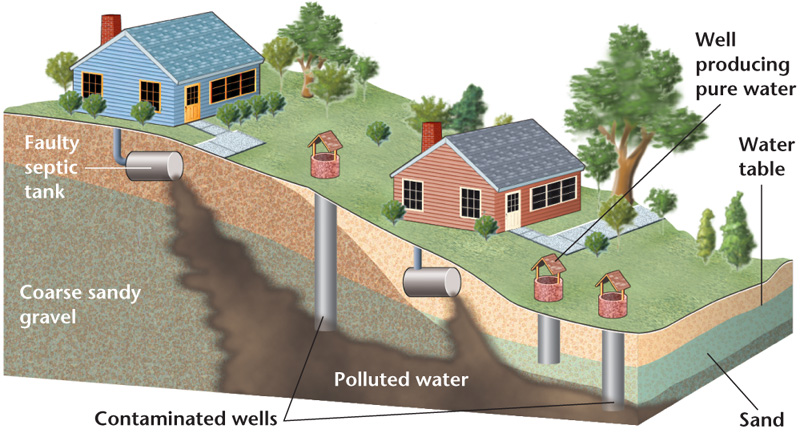 Well
producing
pure water
Faulty
septic
tank
Water
table
Coarse sandy
gravel
Polluted water
Contaminated wells
Sand